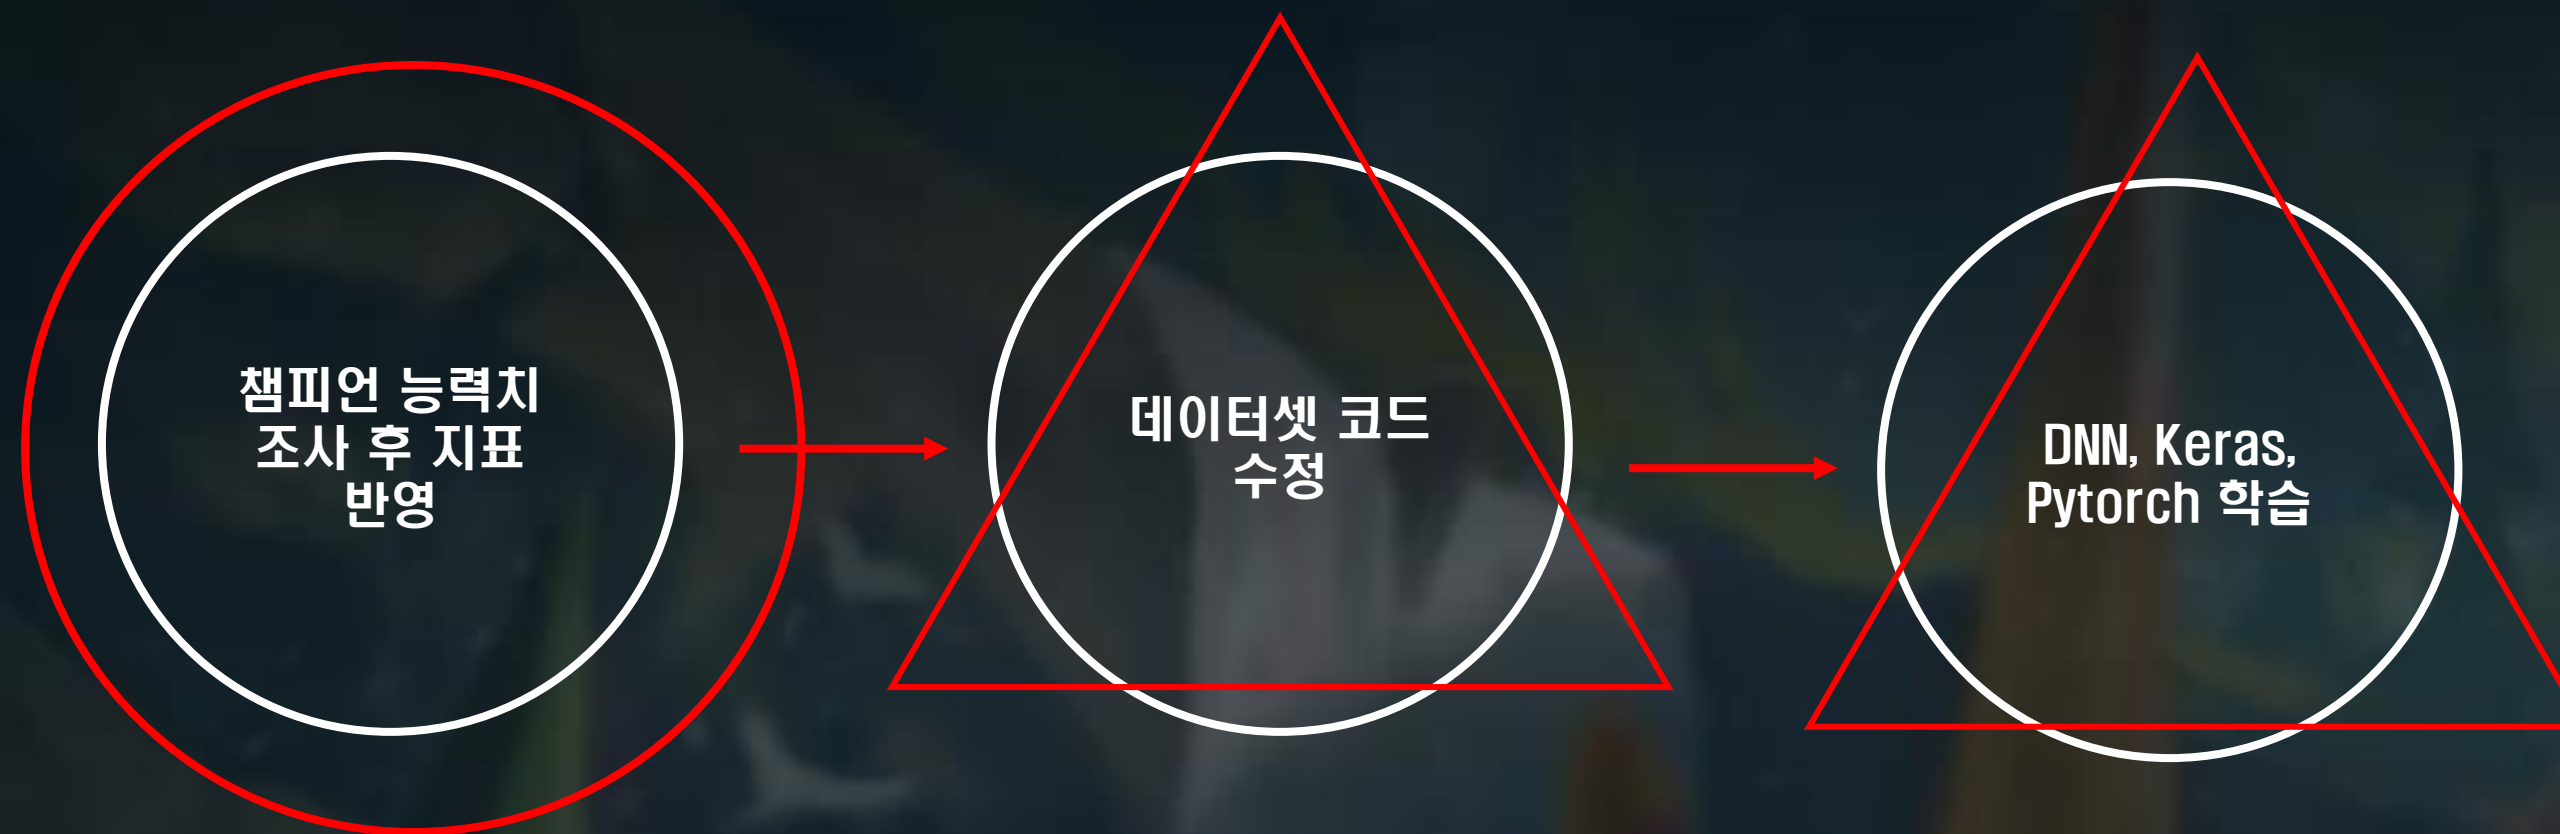 챔피언 능력치
조사 후 지표
반영
데이터셋 코드
수정
DNN, Keras,
Pytorch 학습